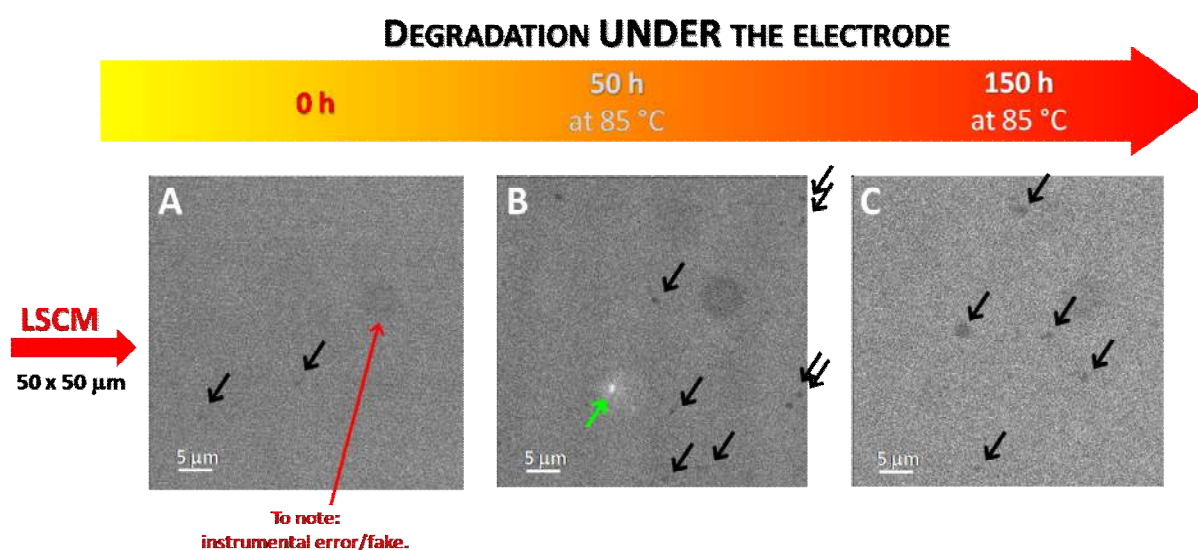 DEGRADATION UNDER THE ELECTRODE
0 h
50 h
at 85 °C
150 h
at 85 °C
A
B
C
LSCM
50 x 50 μm
5 μm
5 μm
5 μm
To note:
instrumental error/fake.